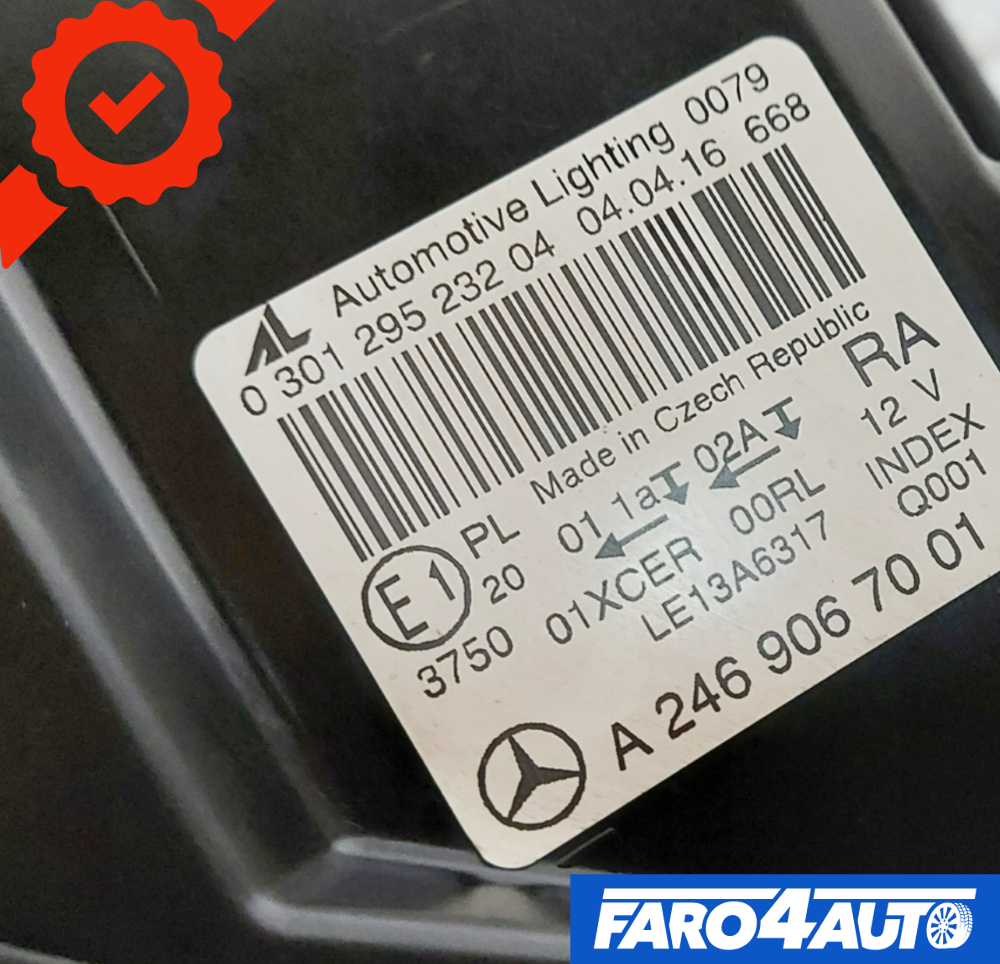 AL Automotive Lighting 0079
0 301 295 232 04 04.04.16 668
Made in Czech Republic
RA
E1 PL 01 1a 02A 12 V
20 01XCER 00RL INDEX
3750 LE13A6317 Q001
A 246 906 70 01
FARO4AUTO